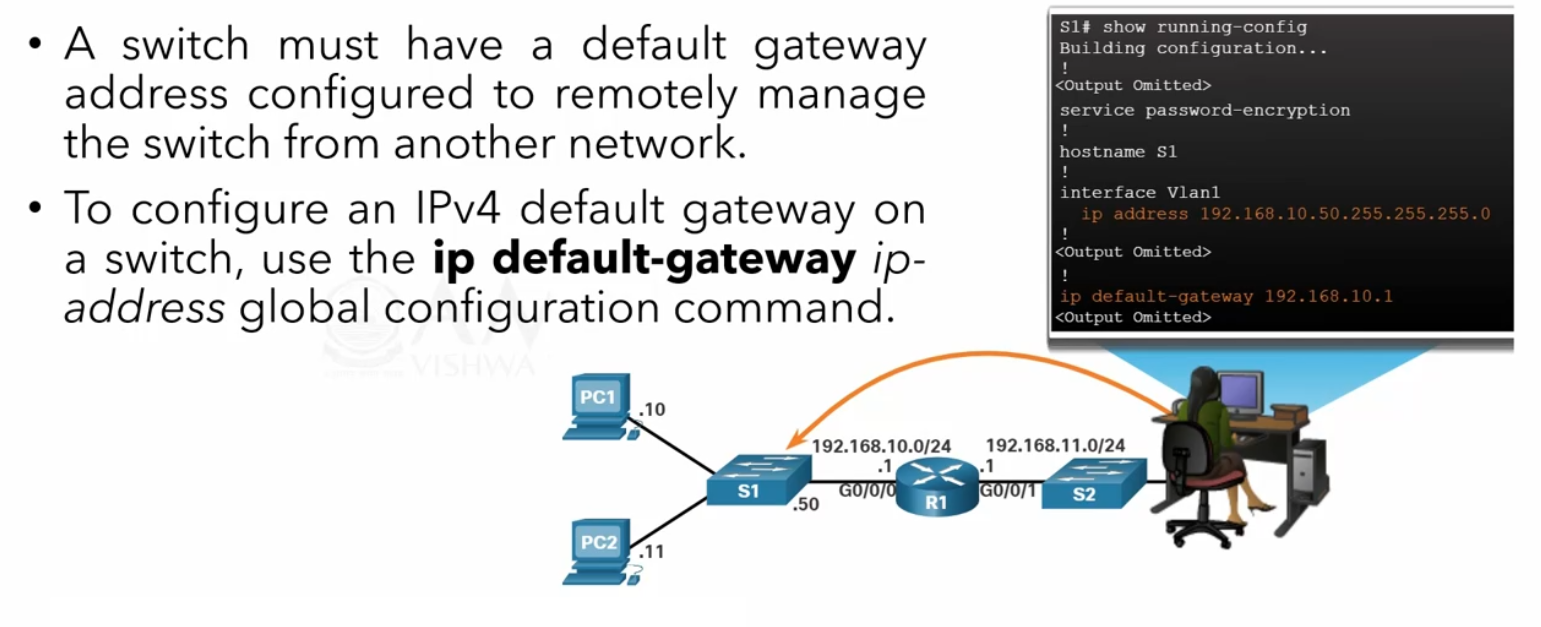 • A switch must have a default gateway
address configured to remotely manage
the switch from another network.
• To configure an IPv4 default gateway on
a switch, use the ip default-gateway ip-
address global configuration command.
S1# show running-config
Building configuration...
!
<Output Omitted>
service password-encryption
!
hostname S1
!
interface Vlan1
ip address 192.168.10.50.255.255.255.0
!
<Output Omitted>
!
ip default-gateway 192.168.10.1
<Output Omitted>
VISHWA
PC1
.10
192.168.10.0/24
192.168.11.0/24
.1
.1
S1
G0/0/0
R1
G0/0/1
S2
.50
PC2
.11